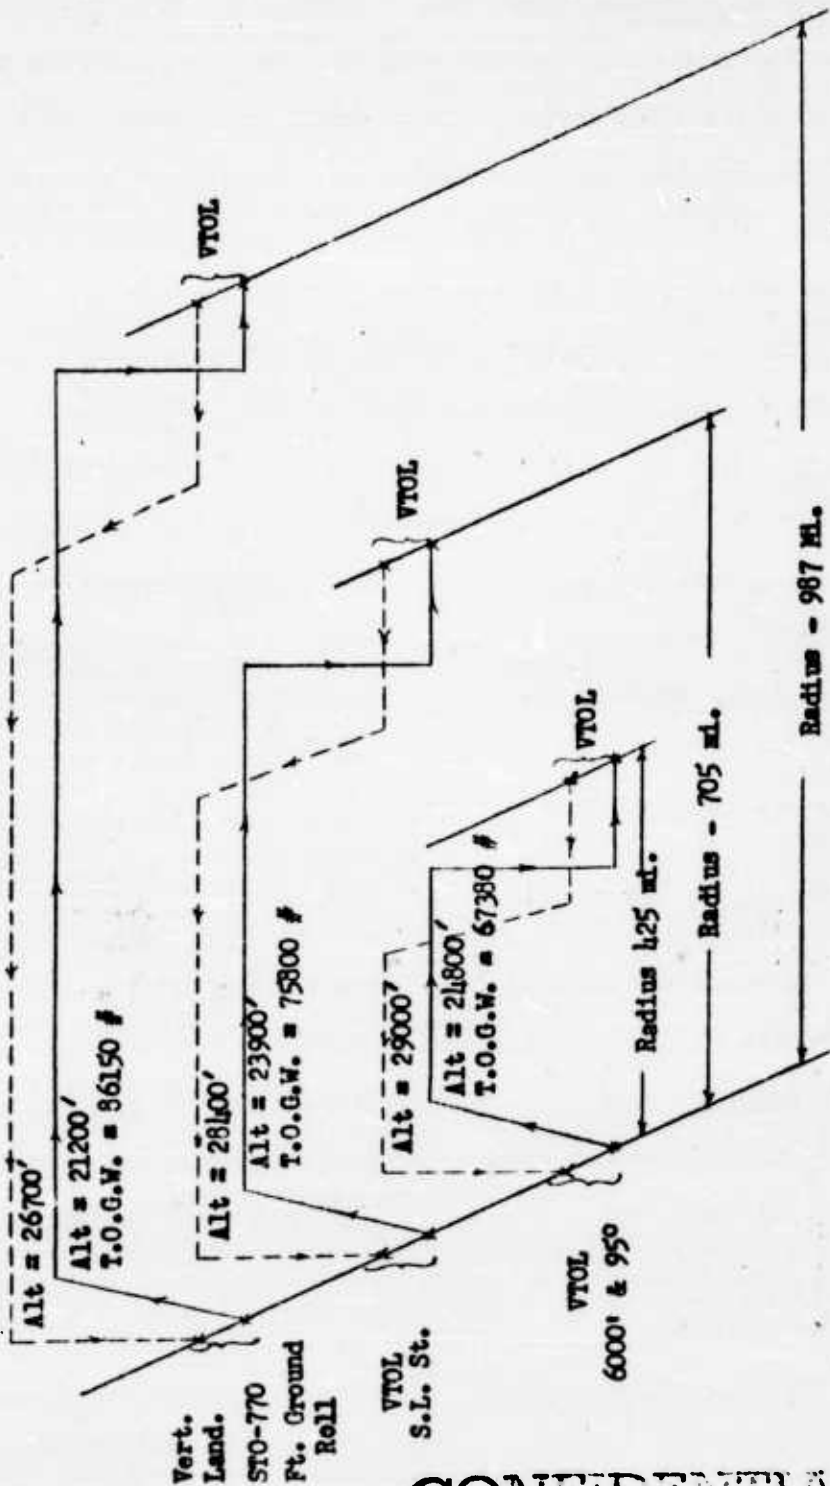 Alt = 26700'
Alt = 21200'
T.O.G.W. = 86150 #
VTOL
Vert.
Land.
STO-770
Ft. Ground
Roll
Alt = 28400'
Alt = 23900'
T.O.G.W. = 75800 #
VTOL
VTOL
S.L. St.
Alt = 29000'
Alt = 24800'
T.O.G.W. = 67380 #
VTOL
VTOL
6000' & 95°
Radius 425 mi.
Radius - 705 mi.
Radius - 987 Mi.